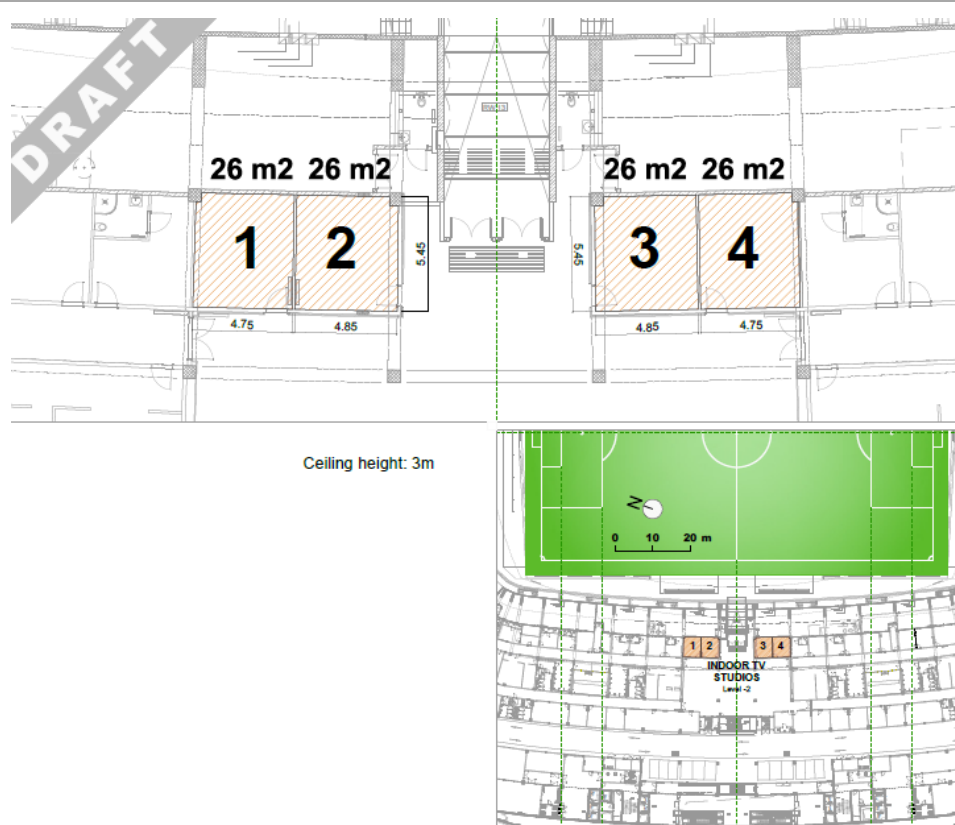 DRAFT
26 m2 26 m2 26 m2 26 m2
1 2 3 4
5.45 5.45
4.75 4.85 4.85 4.75
Ceiling height: 3m
N
0 10 20 m
1 2 3 4
INDOOR TV
STUDIOS
Level -2